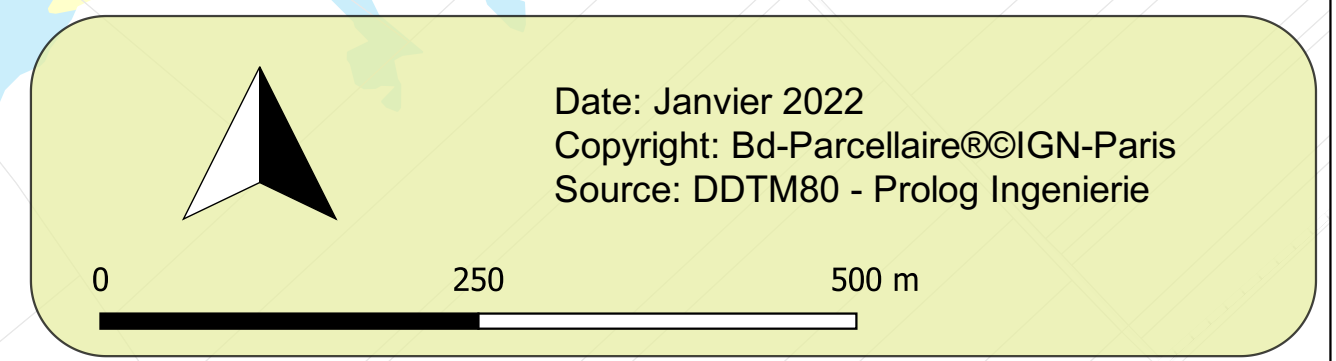 Date: Janvier 2022
Copyright: Bd-Parcellaire®©IGN-Paris
Source: DDTM80 - Prolog Ingenierie
0 250 500 m